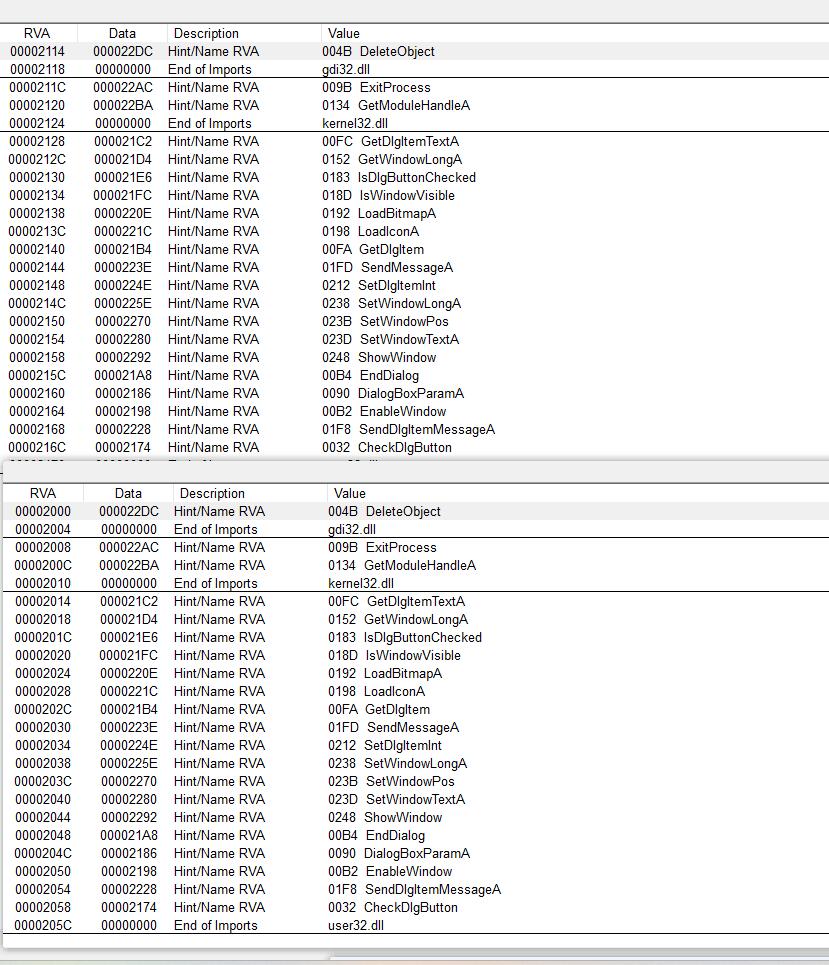 RVA Data Description Value
00002114 000022DC Hint/Name RVA 004B DeleteObject
00002118 00000000 End of Imports gdi32.dll
0000211C 000022AC Hint/Name RVA 009B ExitProcess
00002120 000022BA Hint/Name RVA 0134 GetModuleHandleA
00002124 00000000 End of Imports kernel32.dll
00002128 000021C2 Hint/Name RVA 00FC GetDlgItemTextA
0000212C 000021D4 Hint/Name RVA 0152 GetWindowLongA
00002130 000021E6 Hint/Name RVA 0183 IsDlgButtonChecked
00002134 000021FC Hint/Name RVA 018D IsWindowVisible
00002138 0000220E Hint/Name RVA 0192 LoadBitmapA
0000213C 0000221C Hint/Name RVA 0198 LoadIconA
00002140 000021B4 Hint/Name RVA 00FA GetDlgItem
00002144 0000223E Hint/Name RVA 01FD SendMessageA
00002148 0000224E Hint/Name RVA 0212 SetDlgItemInt
0000214C 0000225E Hint/Name RVA 0238 SetWindowLongA
00002150 00002270 Hint/Name RVA 023B SetWindowPos
00002154 00002280 Hint/Name RVA 023D SetWindowTextA
00002158 00002292 Hint/Name RVA 0248 ShowWindow
0000215C 000021A8 Hint/Name RVA 00B4 EndDialog
00002160 00002186 Hint/Name RVA 0090 DialogBoxParamA
00002164 00002198 Hint/Name RVA 00B2 EnableWindow
00002168 00002228 Hint/Name RVA 01F8 SendDlgItemMessageA
0000216C 00002174 Hint/Name RVA 0032 CheckDlgButton
RVA Data Description Value
00002000 000022DC Hint/Name RVA 004B DeleteObject
00002004 00000000 End of Imports gdi32.dll
00002008 000022AC Hint/Name RVA 009B ExitProcess
0000200C 000022BA Hint/Name RVA 0134 GetModuleHandleA
00002010 00000000 End of Imports kernel32.dll
00002014 000021C2 Hint/Name RVA 00FC GetDlgItemTextA
00002018 000021D4 Hint/Name RVA 0152 GetWindowLongA
0000201C 000021E6 Hint/Name RVA 0183 IsDlgButtonChecked
00002020 000021FC Hint/Name RVA 018D IsWindowVisible
00002024 0000220E Hint/Name RVA 0192 LoadBitmapA
00002028 0000221C Hint/Name RVA 0198 LoadIconA
0000202C 000021B4 Hint/Name RVA 00FA GetDlgItem
00002030 0000223E Hint/Name RVA 01FD SendMessageA
00002034 0000224E Hint/Name RVA 0212 SetDlgItemInt
00002038 0000225E Hint/Name RVA 0238 SetWindowLongA
0000203C 00002270 Hint/Name RVA 023B SetWindowPos
00002040 00002280 Hint/Name RVA 023D SetWindowTextA
00002044 00002292 Hint/Name RVA 0248 ShowWindow
00002048 000021A8 Hint/Name RVA 00B4 EndDialog
0000204C 00002186 Hint/Name RVA 0090 DialogBoxParamA
00002050 00002198 Hint/Name RVA 00B2 EnableWindow
00002054 00002228 Hint/Name RVA 01F8 SendDlgItemMessageA
00002058 00002174 Hint/Name RVA 0032 CheckDlgButton
0000205C 00000000 End of Imports user32.dll